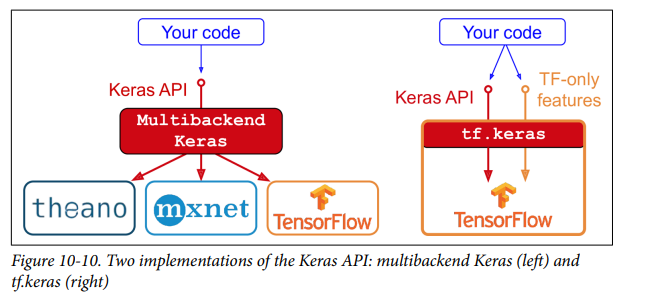 Your code
Keras API
Multibackend
Keras
theano
mxnet
TensorFlow
Your code
Keras API
TF-only
features
tf.keras
TensorFlow
Figure 10-10. Two implementations of the Keras API: multibackend Keras (left) and
tf.keras (right)